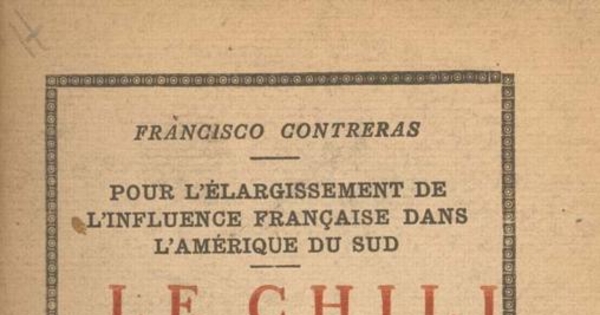 FRANCISCO CONTRERAS
POUR L'ÉLARGISSEMENT DE
L'INFLUENCE FRANÇAISE DANS
L'AMÉRIQUE DU SUD
LE CHILI